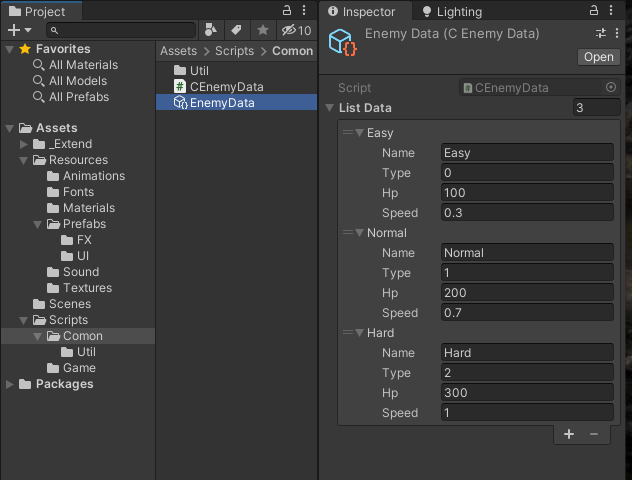 Project
10
Favorites
All Materials
All Models
All Prefabs
Assets
_Extend
Resources
Animations
Fonts
Materials
Prefabs
FX
UI
Sound
Textures
Scenes
Scripts
Comon
Util
Game
Packages
Assets > Scripts > Comon
Util
CEnemyData
EnemyData
Inspector
Lighting
Enemy Data (C Enemy Data)
Open
Script CEnemyData
List Data 3
Easy
Name Easy
Type 0
Hp 100
Speed 0.3
Normal
Name Normal
Type 1
Hp 200
Speed 0.7
Hard
Name Hard
Type 2
Hp 300
Speed 1